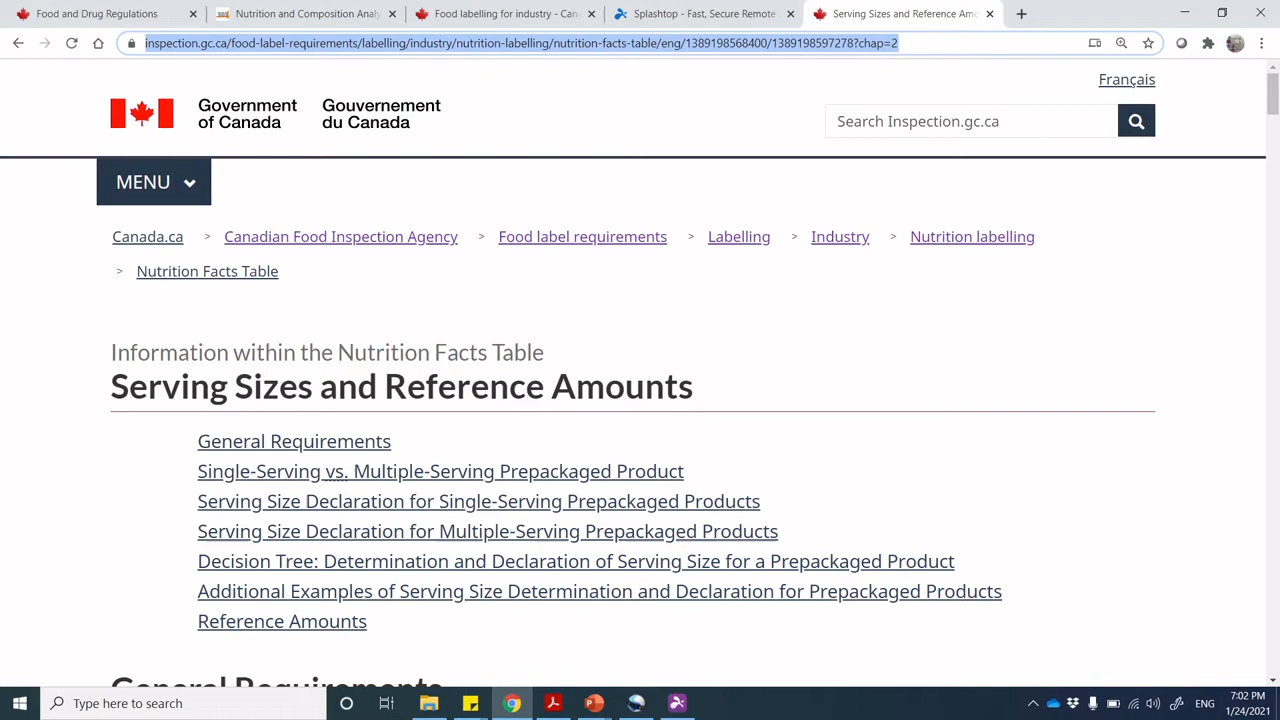 Food and Drug Regulations
Nutrition and Composition Anal
Food labelling for industry - Can
Splashtop - Fast, Secure Remote
Serving Sizes and Reference Amo
inspection.gc.ca/food-label-requirements/labelling/industry/nutrition-labelling/nutrition-facts-table/eng/1389198568400/1389198597278?chap=2
Français
Government of Canada
Gouvernement du Canada
Search Inspection.gc.ca
MENU
Canada.ca > Canadian Food Inspection Agency > Food label requirements > Labelling > Industry > Nutrition labelling
> Nutrition Facts Table
Information within the Nutrition Facts Table
Serving Sizes and Reference Amounts
General Requirements
Single-Serving vs. Multiple-Serving Prepackaged Product
Serving Size Declaration for Single-Serving Prepackaged Products
Serving Size Declaration for Multiple-Serving Prepackaged Products
Decision Tree: Determination and Declaration of Serving Size for a Prepackaged Product
Additional Examples of Serving Size Determination and Declaration for Prepackaged Products
Reference Amounts
General Requirements
Type here to search
ENG
7:02 PM
1/24/2021